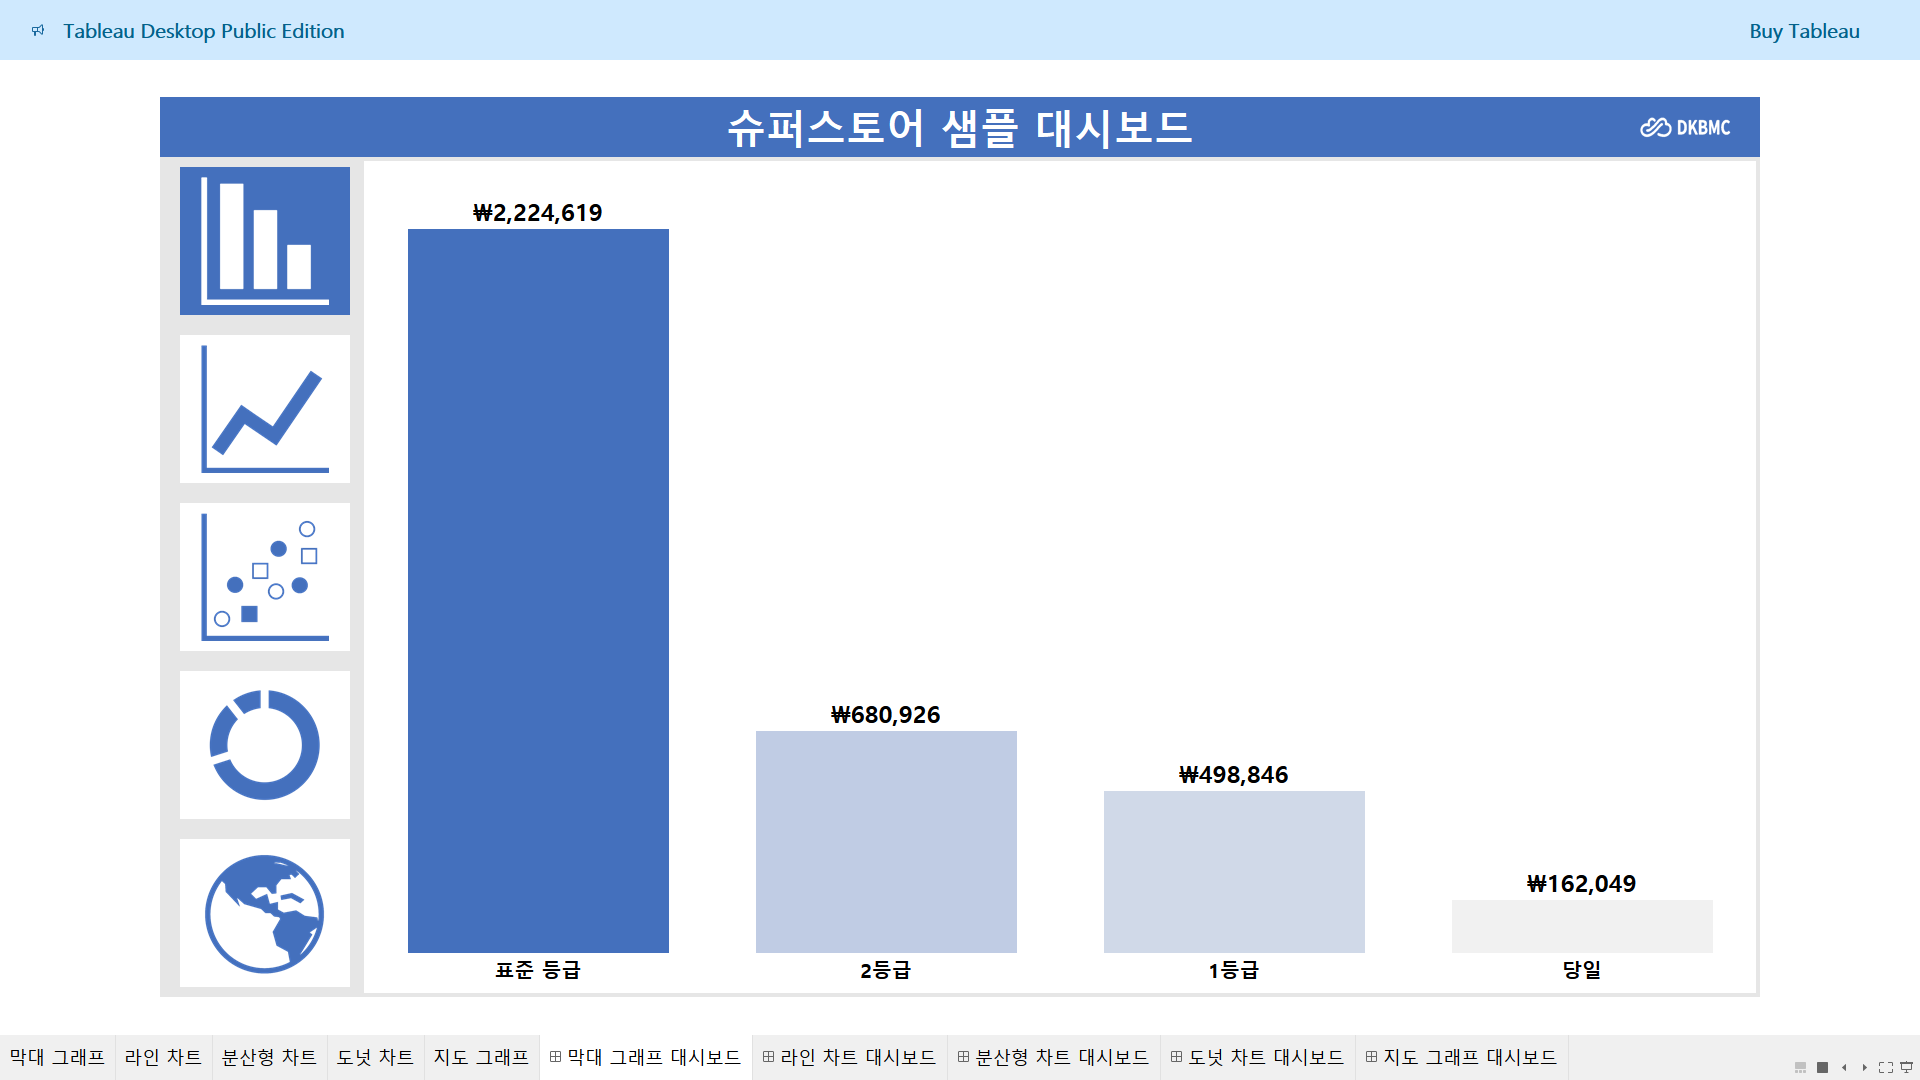 Tableau Desktop Public Edition
Buy Tableau
슈퍼스토어 샘플 대시보드
DKBMC
₩2,224,619
₩680,926
₩498,846
₩162,049
표준 등급
2등급
1등급
당일
막대 그래프
라인 차트
분산형 차트
도넛 차트
지도 그래프
막대 그래프 대시보드
라인 차트 대시보드
분산형 차트 대시보드
도넛 차트 대시보드
지도 그래프 대시보드